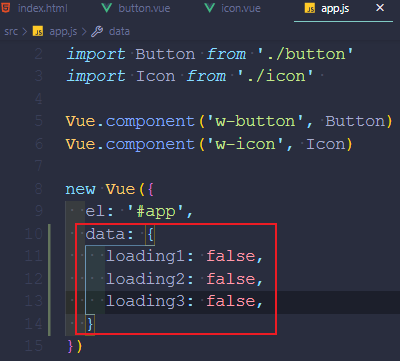 index.html button.vue icon.vue JS app.js ×
src > JS app.js > data
2 import Button from './button'
3 import Icon from './icon'
4
5 Vue.component('w-button', Button)
6 Vue.component('w-icon', Icon)
7
8 new Vue({
9 el: '#app',
10 data: {
11 loading1: false,
12 loading2: false,
13 loading3: false,
14 }
15 })